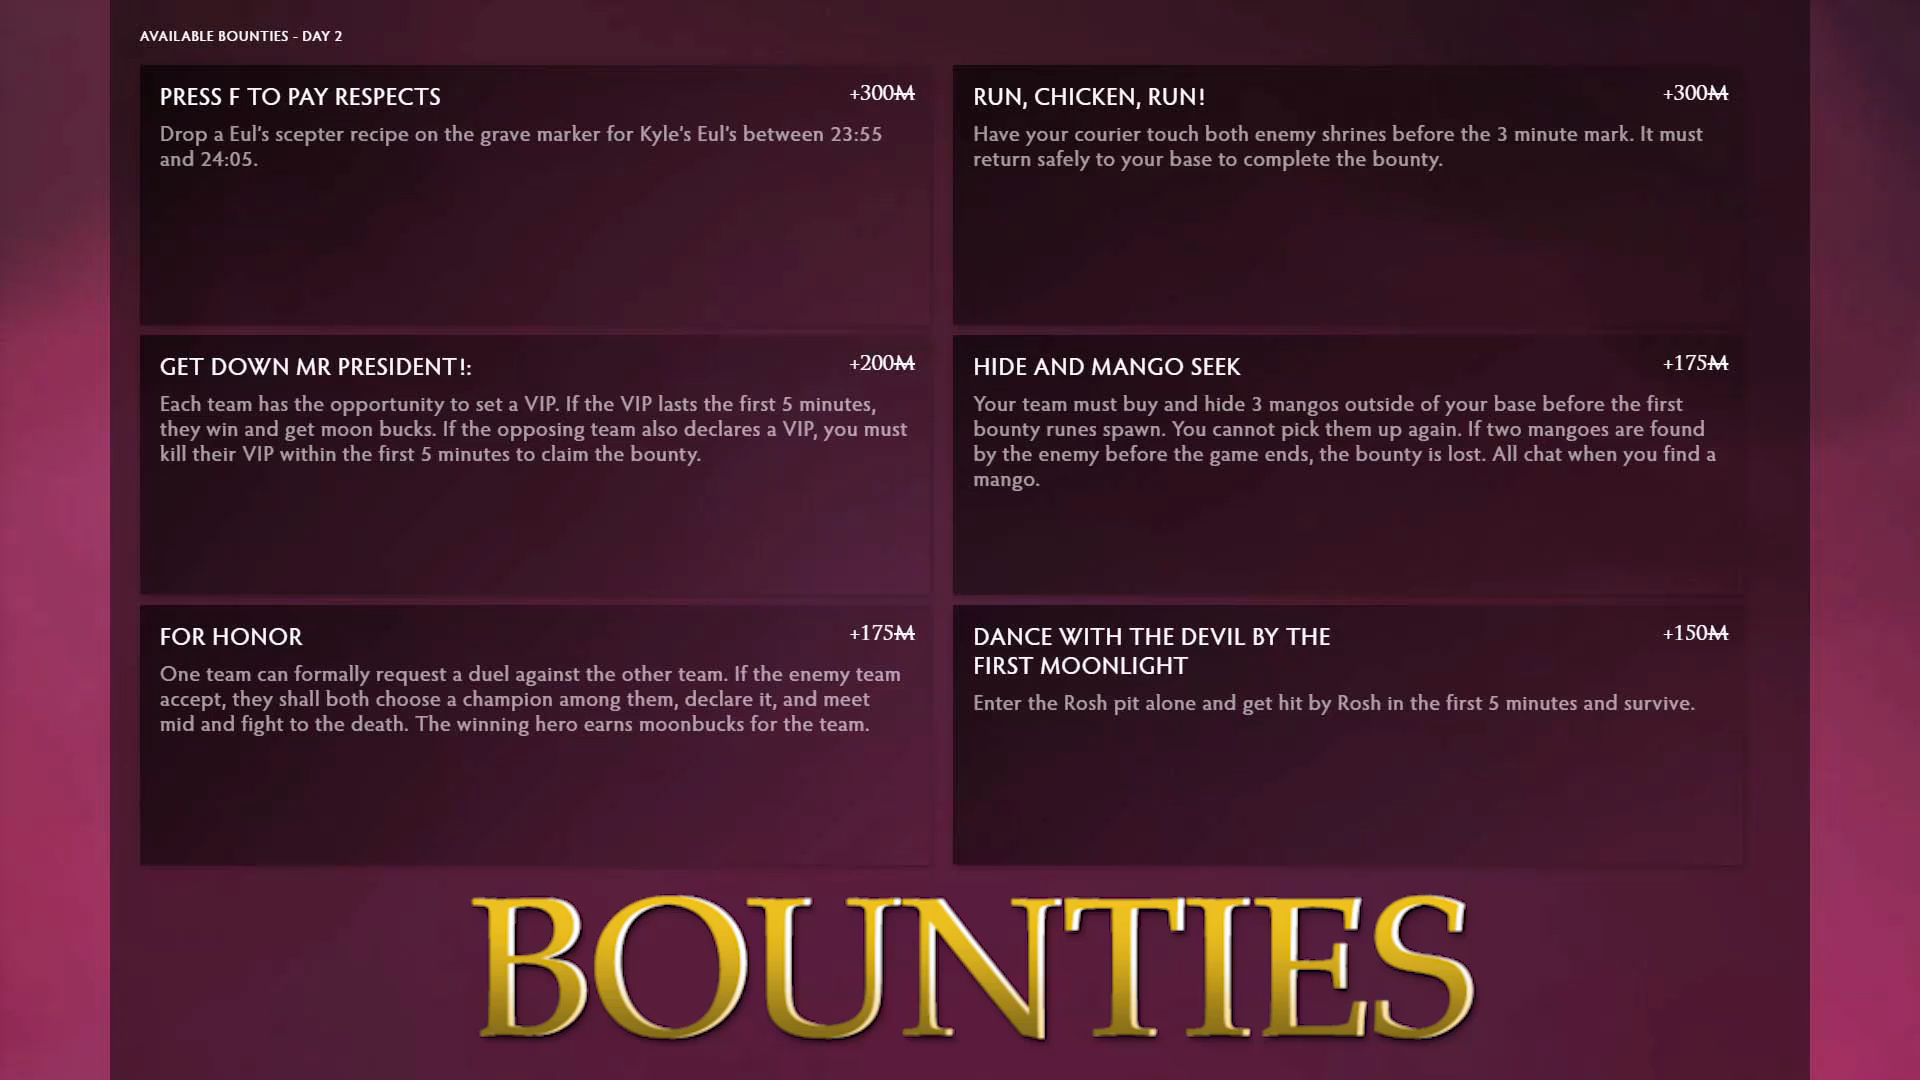 AVAILABLE BOUNTIES - DAY 2
PRESS F TO PAY RESPECTS
+300M
Drop a Eul's scepter recipe on the grave marker for Kyle's Eul's between 23:55
and 24:05.
RUN, CHICKEN, RUN!
+300M
Have your courier touch both enemy shrines before the 3 minute mark. It must
return safely to your base to complete the bounty.
GET DOWN MR PRESIDENT!:
+200M
Each team has the opportunity to set a VIP. If the VIP lasts the first 5 minutes,
they win and get moon bucks. If the opposing team also declares a VIP, you must
kill their VIP within the first 5 minutes to claim the bounty.
HIDE AND MANGO SEEK
+175M
Your team must buy and hide 3 mangos outside of your base before the first
bounty runes spawn. You cannot pick them up again. If two mangoes are found
by the enemy before the game ends, the bounty is lost. All chat when you find a
mango.
FOR HONOR
+175M
One team can formally request a duel against the other team. If the enemy team
accept, they shall both choose a champion among them, declare it, and meet
mid and fight to the death. The winning hero earns moonbucks for the team.
DANCE WITH THE DEVIL BY THE
FIRST MOONLIGHT
+150M
Enter the Rosh pit alone and get hit by Rosh in the first 5 minutes and survive.
BOUNTIES